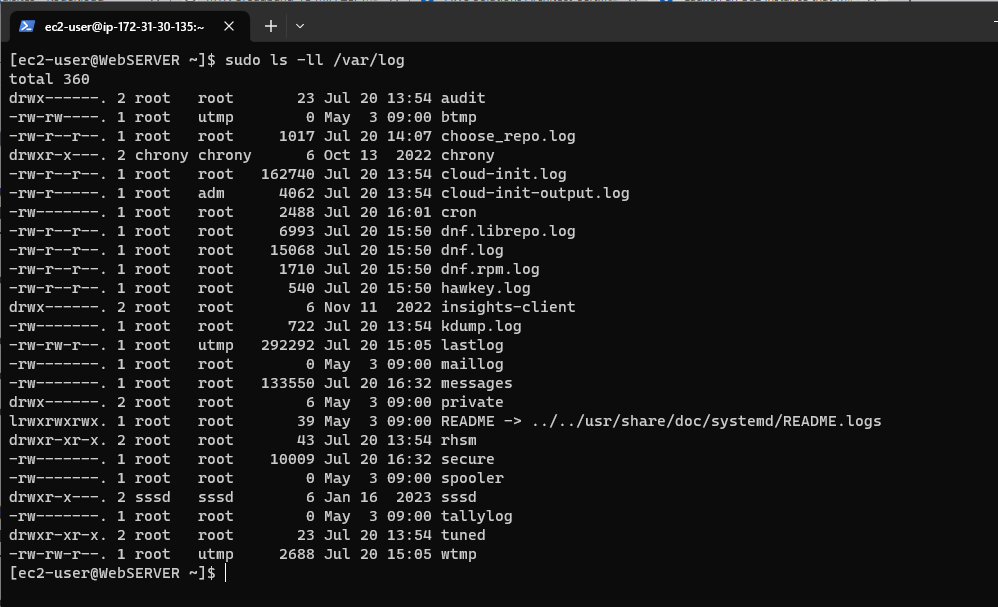 ec2-user@ip-172-31-30-135:~
[ec2-user@WebSERVER ~]$ sudo ls -ll /var/log
total 360
drwx------. 2 root   root       23 Jul 20 13:54 audit
-rw-rw----. 1 root   utmp        0 May  3 09:00 btmp
-rw-r--r--. 1 root   root     1017 Jul 20 14:07 choose_repo.log
drwxr-x---. 2 chrony chrony      6 Oct 13  2022 chrony
-rw-r--r--. 1 root   root   162740 Jul 20 13:54 cloud-init.log
-rw-r-----. 1 root   adm      4062 Jul 20 13:54 cloud-init-output.log
-rw-------. 1 root   root     2488 Jul 20 16:01 cron
-rw-r--r--. 1 root   root     6993 Jul 20 15:50 dnf.librepo.log
-rw-r--r--. 1 root   root    15068 Jul 20 15:50 dnf.log
-rw-r--r--. 1 root   root     1710 Jul 20 15:50 dnf.rpm.log
-rw-r--r--. 1 root   root      540 Jul 20 15:50 hawkey.log
drwx------. 2 root   root        6 Nov 11  2022 insights-client
-rw-------. 1 root   root      722 Jul 20 13:54 kdump.log
-rw-rw-r--. 1 root   utmp   292292 Jul 20 15:05 lastlog
-rw-------. 1 root   root        0 May  3 09:00 maillog
-rw-------. 1 root   root   133550 Jul 20 16:32 messages
drwx------. 2 root   root        6 May  3 09:00 private
lrwxrwxrwx. 1 root   root       39 May  3 09:00 README -> ../../usr/share/doc/systemd/README.logs
drwxr-xr-x. 2 root   root       43 Jul 20 13:54 rhsm
-rw-------. 1 root   root    10009 Jul 20 16:32 secure
-rw-------. 1 root   root        0 May  3 09:00 spooler
drwxr-x---. 2 sssd   sssd        6 Jan 16  2023 sssd
-rw-------. 1 root   root        0 May  3 09:00 tallylog
drwxr-xr-x. 2 root   root       23 Jul 20 13:54 tuned
-rw-rw-r--. 1 root   utmp     2688 Jul 20 15:05 wtmp
[ec2-user@WebSERVER ~]$